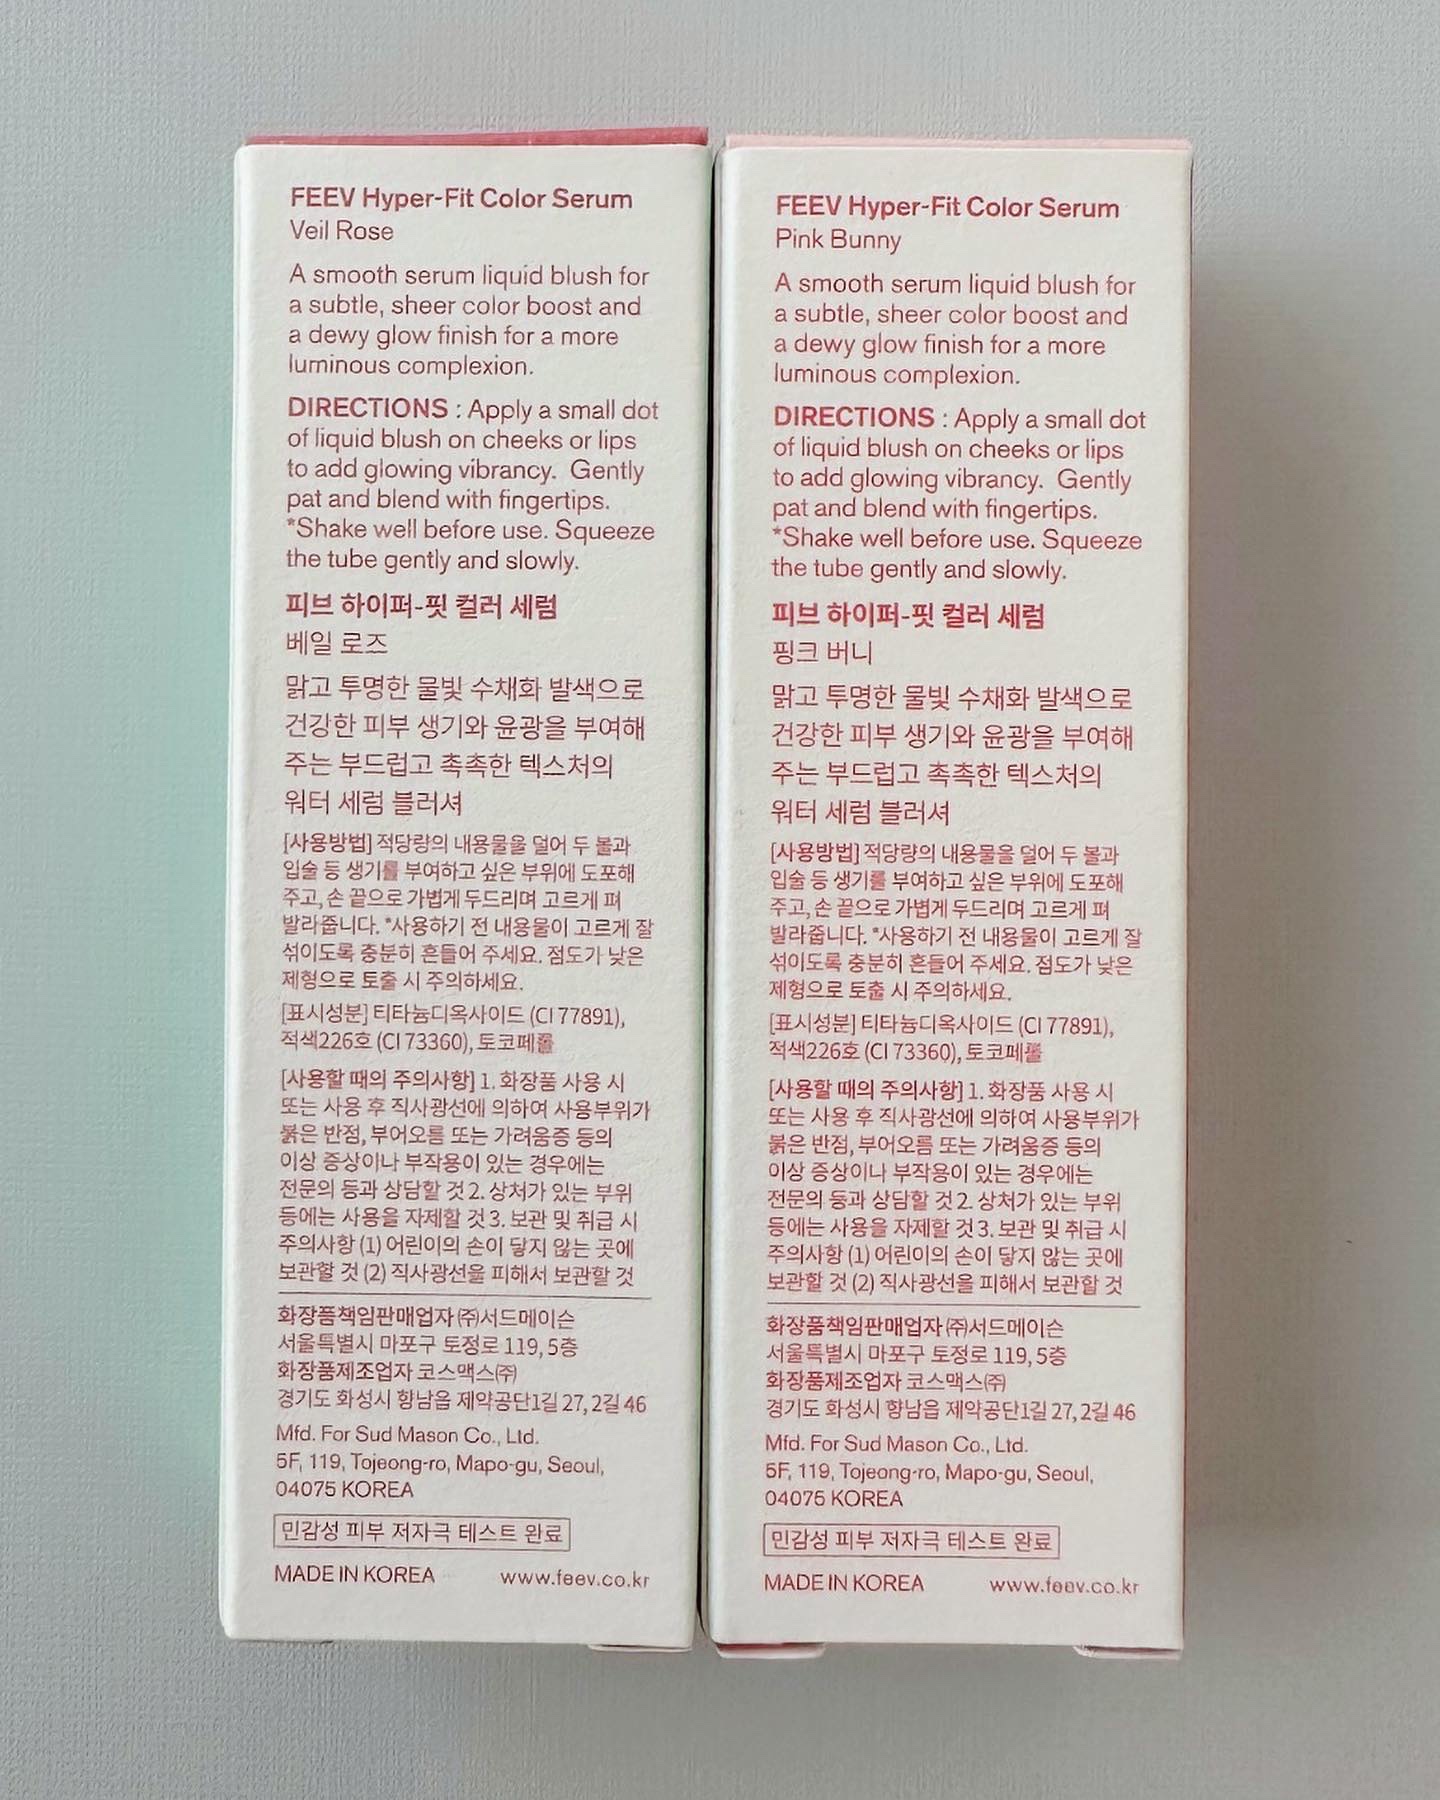 FEEV Hyper-Fit Color Serum
Veil Rose
A smooth serum liquid blush for
a subtle, sheer color boost and
a dewy glow finish for a more
luminous complexion.
DIRECTIONS : Apply a small dot
of liquid blush on cheeks or lips
to add glowing vibrancy. Gently
pat and blend with fingertips.
*Shake well before use. Squeeze
the tube gently and slowly.
피브 하이퍼-핏 컬러 세럼
베일 로즈
맑고 투명한 물빛 수채화 발색으로
건강한 피부 생기와 윤광을 부여해
주는 부드럽고 촉촉한 텍스처의
워터 세럼 블러셔
[사용방법] 적당량의 내용물을 덜어 두 볼과
입술 등 생기를 부여하고 싶은 부위에 도포해
주고, 손 끝으로 가볍게 두드리며 고르게 펴
발라줍니다. *사용하기 전 내용물이 고르게 잘
섞이도록 충분히 흔들어 주세요. 점도가 낮은
제형으로 토출 시 주의하세요.
[표시성분] 티타늄디옥사이드 (CI 77891),
적색226호 (CI 73360), 토코페롤
[사용할 때의 주의사항] 1. 화장품 사용 시
또는 사용 후 직사광선에 의하여 사용부위가
붉은 반점, 부어오름 또는 가려움증 등의
이상 증상이나 부작용이 있는 경우에는
전문의 등과 상담할 것 2. 상처가 있는 부위
등에는 사용을 자제할 것 3. 보관 및 취급 시
주의사항 (1) 어린이의 손이 닿지 않는 곳에
보관할 것 (2) 직사광선을 피해서 보관할 것
화장품책임판매업자 ㈜서드메이슨
서울특별시 마포구 토정로 119, 5층
화장품제조업자 코스맥스㈜
경기도 화성시 향남읍 제약공단1길 27, 2길 46
Mfd. For Sud Mason Co., Ltd.
5F, 119, Tojeong-ro, Mapo-gu, Seoul,
04075 KOREA
민감성 피부 저자극 테스트 완료
MADE IN KOREA www.feev.co.kr
FEEV Hyper-Fit Color Serum
Pink Bunny
A smooth serum liquid blush for
a subtle, sheer color boost and
a dewy glow finish for a more
luminous complexion.
DIRECTIONS : Apply a small dot
of liquid blush on cheeks or lips
to add glowing vibrancy. Gently
pat and blend with fingertips.
*Shake well before use. Squeeze
the tube gently and slowly.
피브 하이퍼-핏 컬러 세럼
핑크 버니
맑고 투명한 물빛 수채화 발색으로
건강한 피부 생기와 윤광을 부여해
주는 부드럽고 촉촉한 텍스처의
워터 세럼 블러셔
[사용방법] 적당량의 내용물을 덜어 두 볼과
입술 등 생기를 부여하고 싶은 부위에 도포해
주고, 손 끝으로 가볍게 두드리며 고르게 펴
발라줍니다. *사용하기 전 내용물이 고르게 잘
섞이도록 충분히 흔들어 주세요. 점도가 낮은
제형으로 토출 시 주의하세요.
[표시성분] 티타늄디옥사이드 (CI 77891),
적색226호 (CI 73360), 토코페롤
[사용할 때의 주의사항] 1. 화장품 사용 시
또는 사용 후 직사광선에 의하여 사용부위가
붉은 반점, 부어오름 또는 가려움증 등의
이상 증상이나 부작용이 있는 경우에는
전문의 등과 상담할 것 2. 상처가 있는 부위
등에는 사용을 자제할 것 3. 보관 및 취급 시
주의사항 (1) 어린이의 손이 닿지 않는 곳에
보관할 것 (2) 직사광선을 피해서 보관할 것
화장품책임판매업자 ㈜서드메이슨
서울특별시 마포구 토정로 119, 5층
화장품제조업자 코스맥스㈜
경기도 화성시 향남읍 제약공단1길 27, 2길 46
Mfd. For Sud Mason Co., Ltd.
5F, 119, Tojeong-ro, Mapo-gu, Seoul,
04075 KOREA
민감성 피부 저자극 테스트 완료
MADE IN KOREA www.feev.co.kr